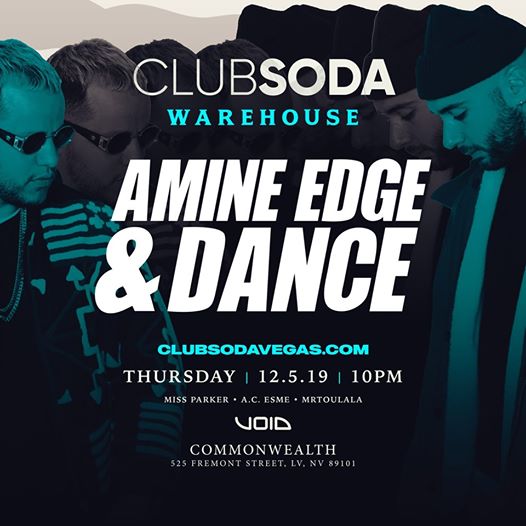 CLUBSODA
WAREHOUSE
AMINE EDGE
& DANCE
CLUBSODAVEGAS.COM
THURSDAY | 12.5.19 | 10PM
MISS PARKER • A.C. ESME • MRTOULALA
VOID
COMMONWEALTH
525 FREMONT STREET, LV, NV 89101